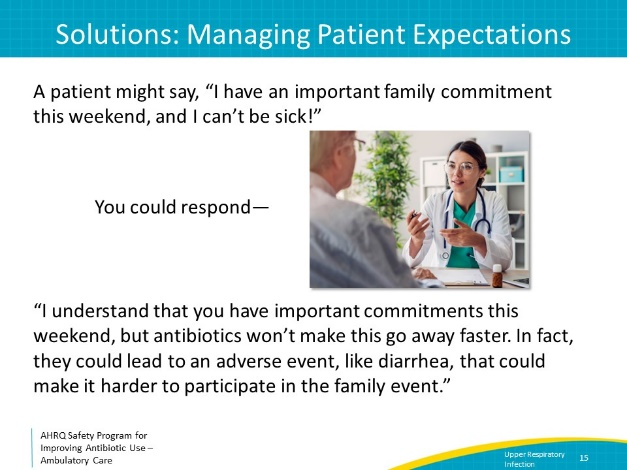 Solutions: Managing Patient Expectations
A patient might say, “I have an important family commitment
this weekend, and I can’t be sick!”
You could respond—
“I understand that you have important commitments this
weekend, but antibiotics won’t make this go away faster. In fact,
they could lead to an adverse event, like diarrhea, that could
make it harder to participate in the family event.”
AHRQ Safety Program for
Improving Antibiotic Use –
Ambulatory Care
Upper Respiratory
Infection
15